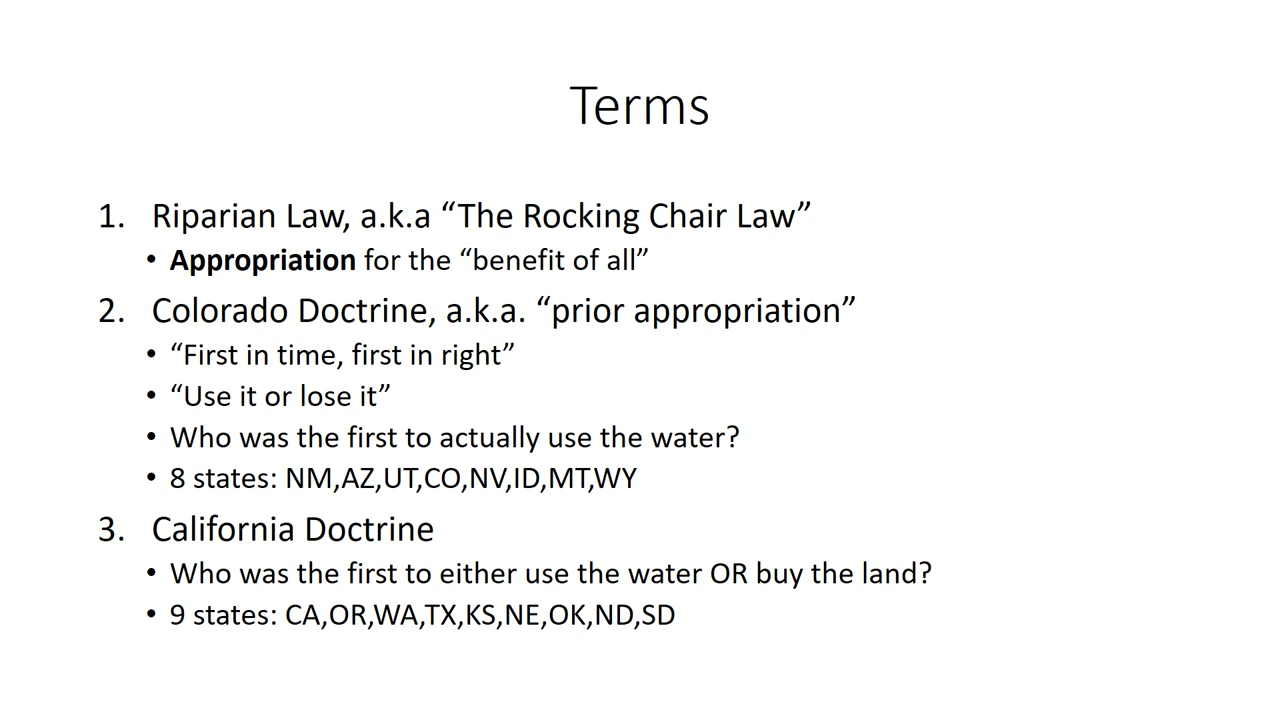 Terms
1. Riparian Law, a.k.a “The Rocking Chair Law”
• Appropriation for the “benefit of all”
2. Colorado Doctrine, a.k.a. “prior appropriation”
• “First in time, first in right”
• “Use it or lose it”
• Who was the first to actually use the water?
• 8 states: NM,AZ,UT,CO,NV,ID,MT,WY
3. California Doctrine
• Who was the first to either use the water OR buy the land?
• 9 states: CA,OR,WA,TX,KS,NE,OK,ND,SD